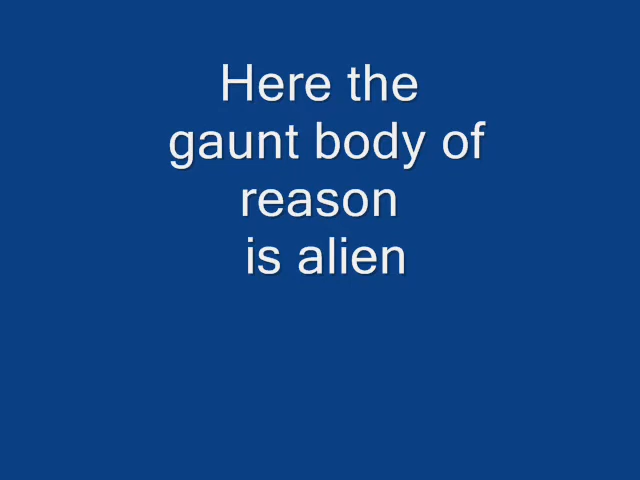 Here the
gaunt body of
reason
is alien